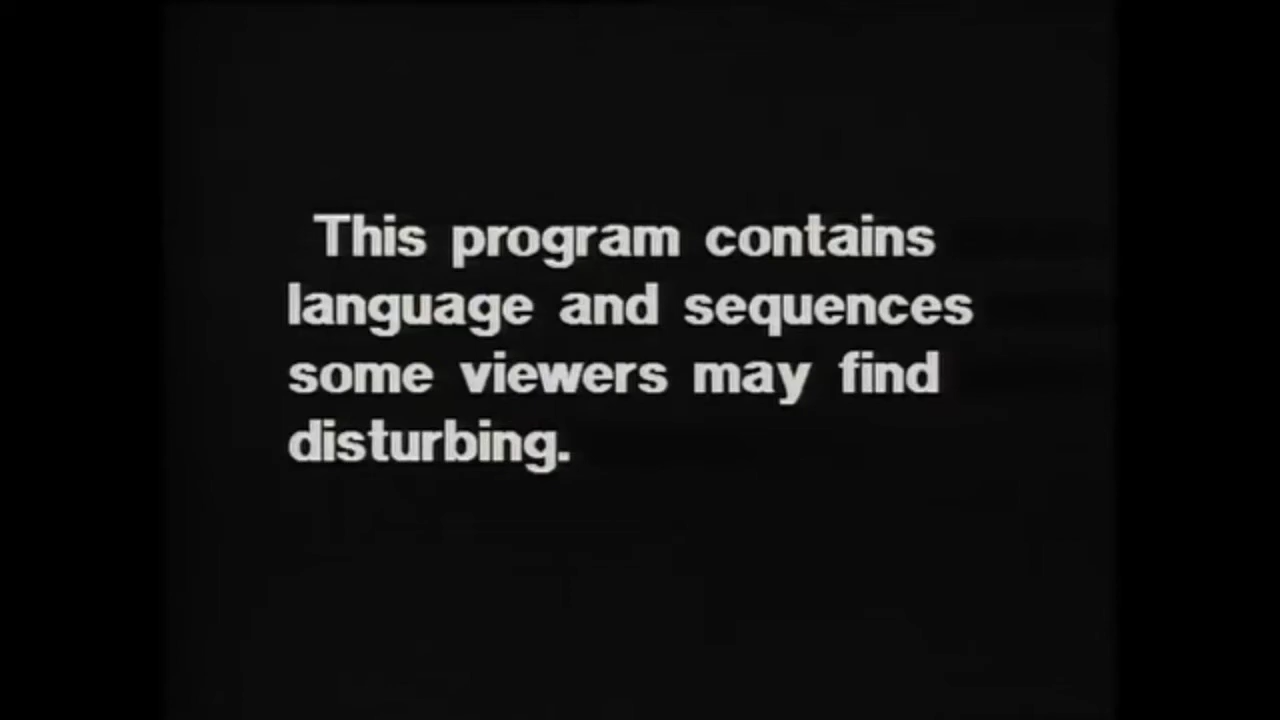 This program contains
language and sequences
some viewers may find
disturbing.